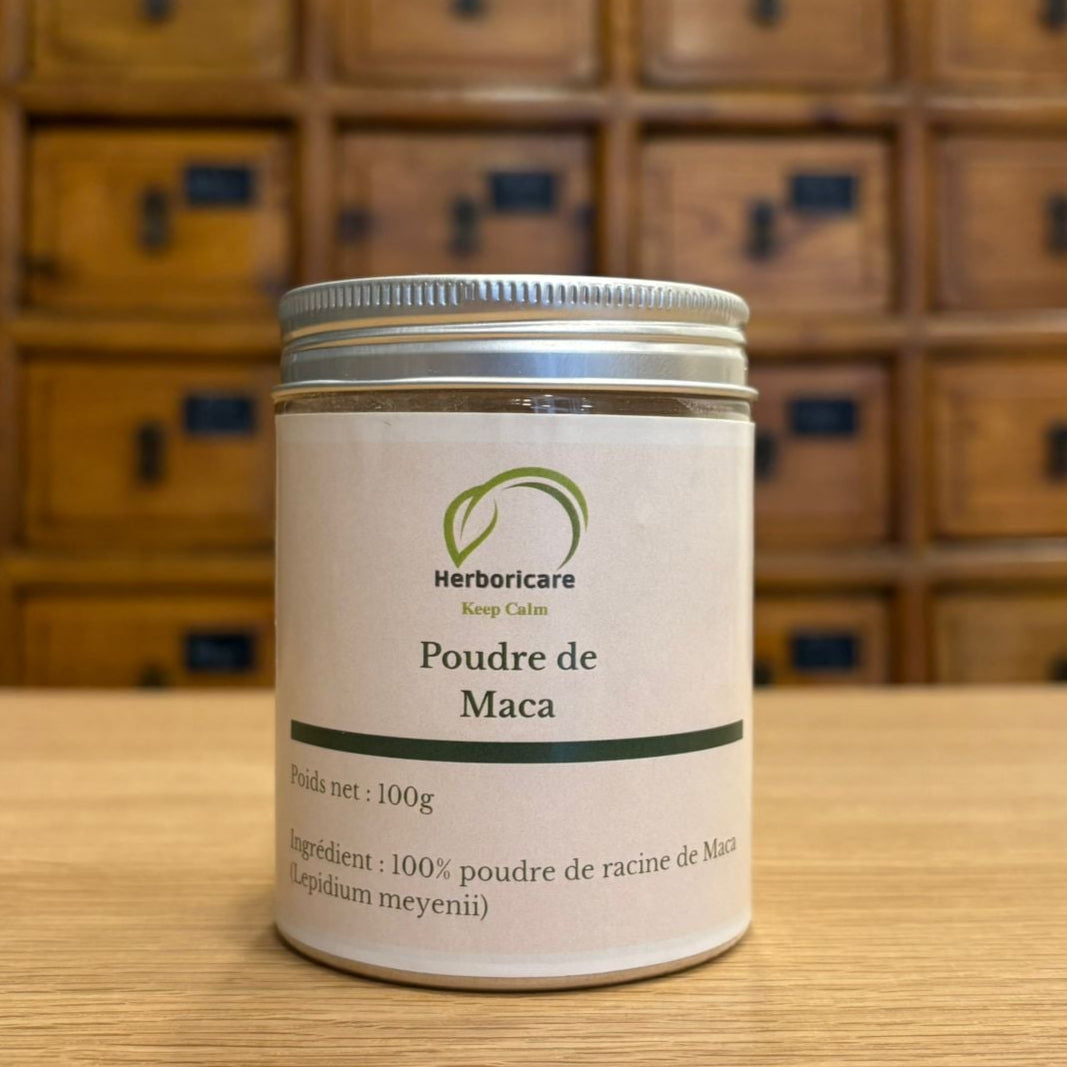 Herboricare
Keep Calm
Poudre de
Maca
Poids net : 100g
Ingrédient : 100% poudre de racine de Maca
(Lepidium meyenii)